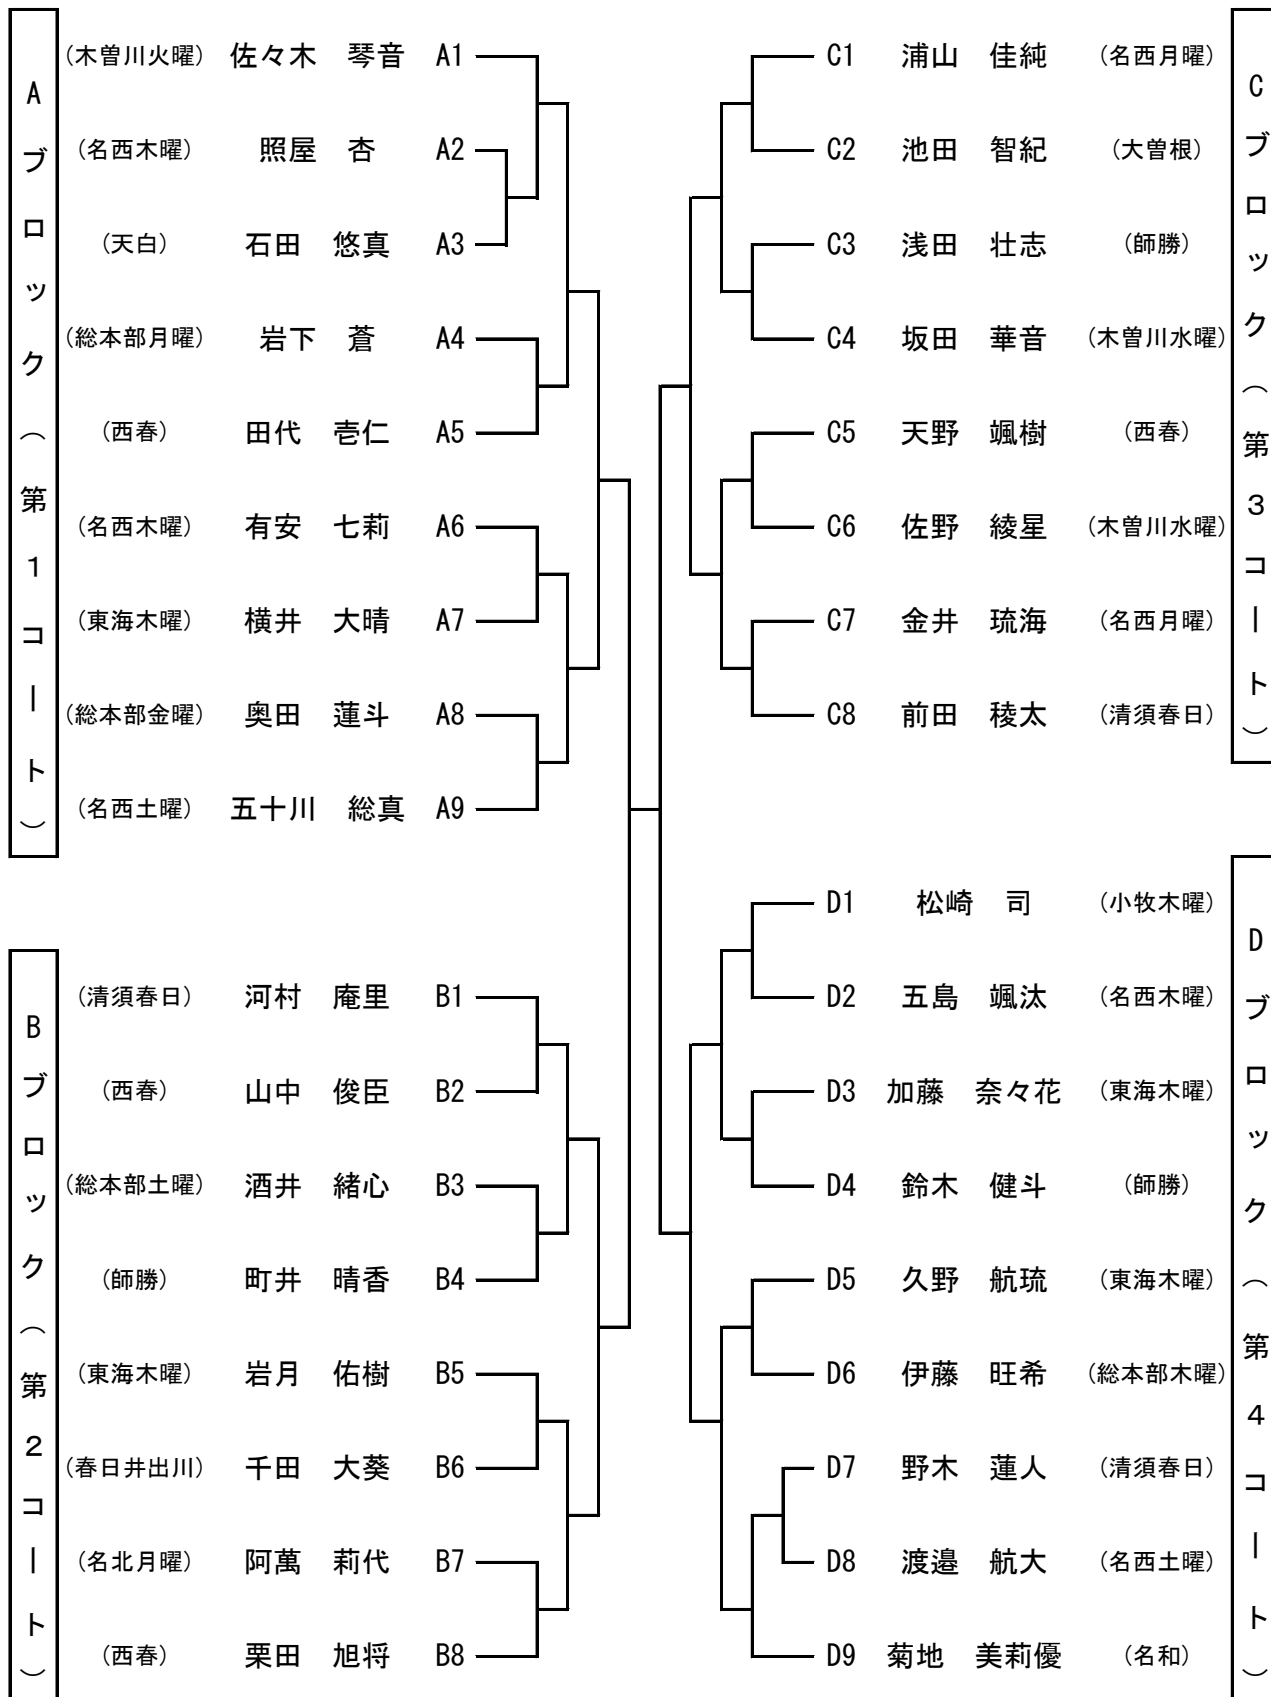 Aブロック（第1コート）
（木曽川火曜） 佐々木　琴音 A1
（名西木曜） 照屋　杏 A2
（天白） 石田　悠真 A3
（総本部月曜） 岩下　蒼 A4
（西春） 田代　壱仁 A5
（名西木曜） 有安　七莉 A6
（東海木曜） 横井　大晴 A7
（総本部金曜） 奥田　蓮斗 A8
（名西土曜） 五十川　総真 A9
Bブロック（第2コート）
（清須春日） 河村　庵里 B1
（西春） 山中　俊臣 B2
（総本部土曜） 酒井　緒心 B3
（師勝） 町井　晴香 B4
（東海木曜） 岩月　佑樹 B5
（春日井出川） 千田　大葵 B6
（名北月曜） 阿萬　莉代 B7
（西春） 栗田　旭将 B8
Cブロック（第3コート）
C1 浦山　佳純 （名西月曜）
C2 池田　智紀 （大曽根）
C3 浅田　壮志 （師勝）
C4 坂田　華音 （木曽川水曜）
C5 天野　颯樹 （西春）
C6 佐野　綾星 （木曽川水曜）
C7 金井　琉海 （名西月曜）
C8 前田　稜太 （清須春日）
Dブロック（第4コート）
D1 松崎　司 （小牧木曜）
D2 五島　颯汰 （名西木曜）
D3 加藤　奈々花 （東海木曜）
D4 鈴木　健斗 （師勝）
D5 久野　航琉 （東海木曜）
D6 伊藤　旺希 （総本部木曜）
D7 野木　蓮人 （清須春日）
D8 渡邉　航大 （名西土曜）
D9 菊地　美莉優 （名和）